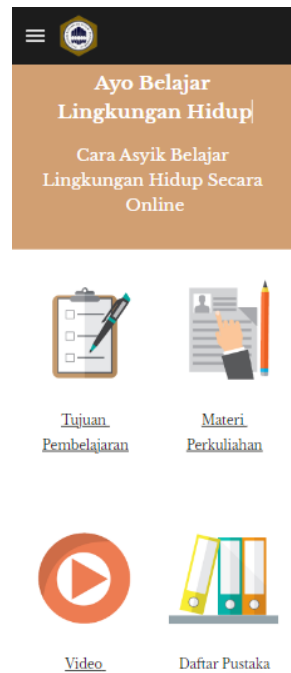 Ayo Belajar
Lingkungan Hidup
Cara Asyik Belajar
Lingkungan Hidup Secara
Online
Tujuan
Pembelajaran
Materi
Perkuliahan
Video
Daftar Pustaka